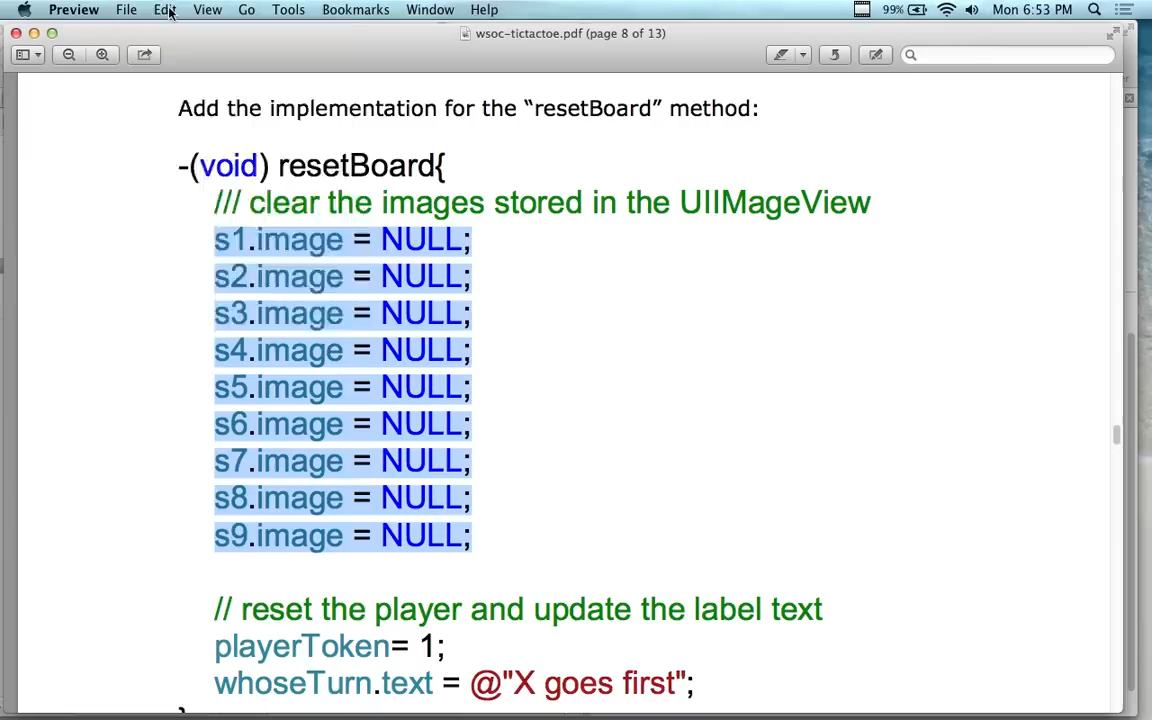 Preview File Edit View Go Tools Bookmarks Window Help 99% Mon 6:53 PM
wsoc-tictactoe.pdf (page 8 of 13)
Add the implementation for the “resetBoard” method:
-(void) resetBoard{
/// clear the images stored in the UIIMageView
s1.image = NULL;
s2.image = NULL;
s3.image = NULL;
s4.image = NULL;
s5.image = NULL;
s6.image = NULL;
s7.image = NULL;
s8.image = NULL;
s9.image = NULL;
// reset the player and update the label text
playerToken= 1;
whoseTurn.text = @"X goes first";